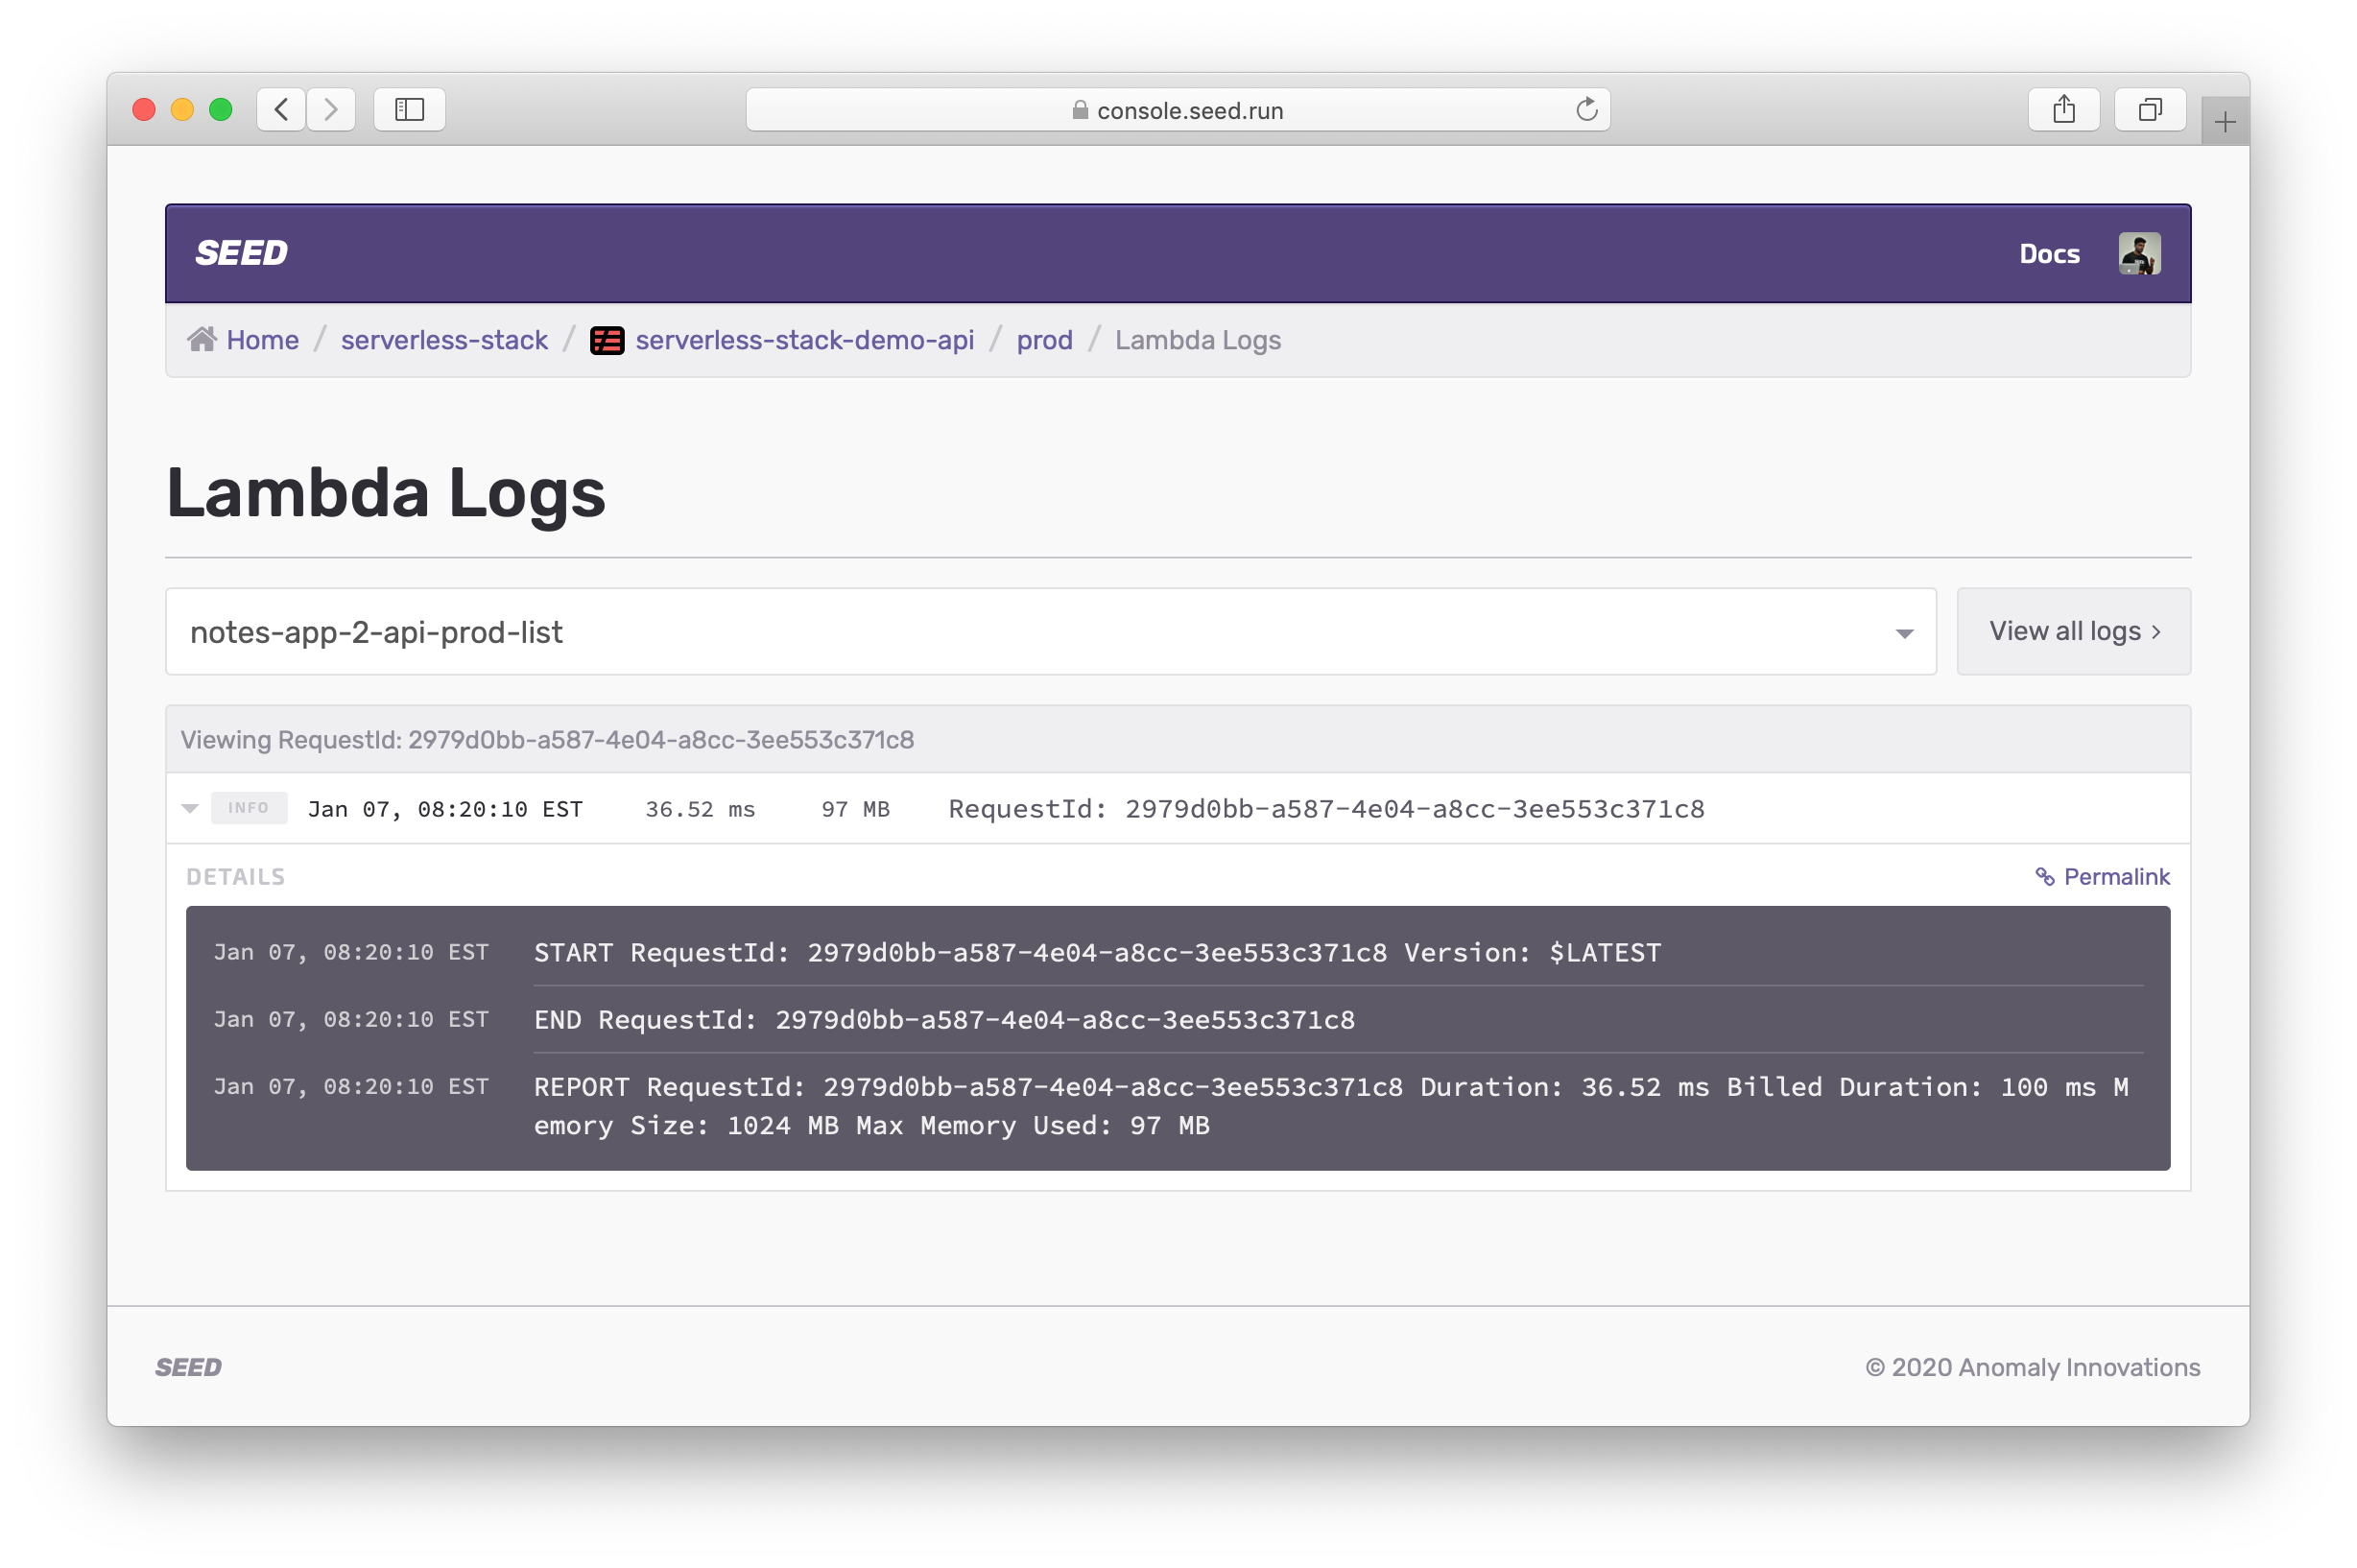 console.seed.run
SEED Docs
Home / serverless-stack / serverless-stack-demo-api / prod / Lambda Logs
Lambda Logs
notes-app-2-api-prod-list View all logs >
Viewing RequestId: 2979d0bb-a587-4e04-a8cc-3ee553c371c8
INFO Jan 07, 08:20:10 EST 36.52 ms 97 MB RequestId: 2979d0bb-a587-4e04-a8cc-3ee553c371c8
DETAILS Permalink
Jan 07, 08:20:10 EST START RequestId: 2979d0bb-a587-4e04-a8cc-3ee553c371c8 Version: $LATEST
Jan 07, 08:20:10 EST END RequestId: 2979d0bb-a587-4e04-a8cc-3ee553c371c8
Jan 07, 08:20:10 EST REPORT RequestId: 2979d0bb-a587-4e04-a8cc-3ee553c371c8 Duration: 36.52 ms Billed Duration: 100 ms M
emory Size: 1024 MB Max Memory Used: 97 MB
SEED © 2020 Anomaly Innovations